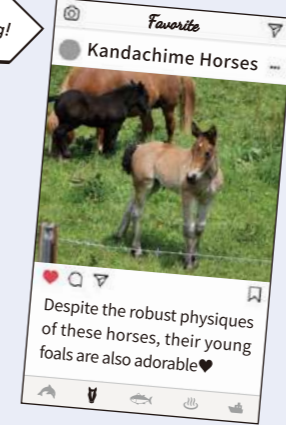 g!
Favorite
Kandachime Horses
Despite the robust physiques
of these horses, their young
foals are also adorable♥